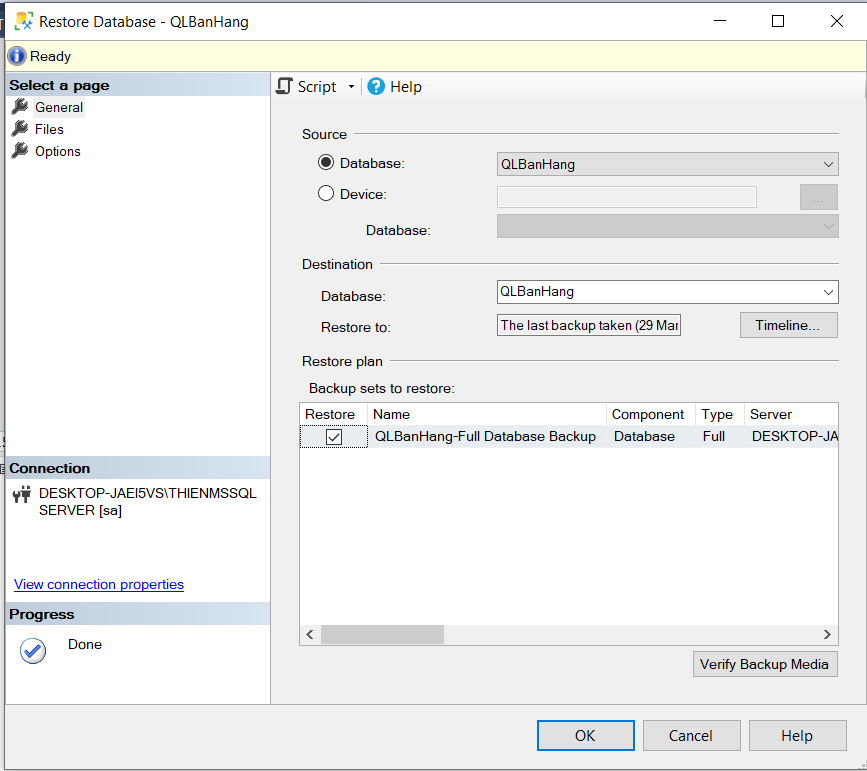 Restore Database - QLBanHang
Ready
Select a page
General
Files
Options
Connection
DESKTOP-JAEI5VS\THIENMSSQL
SERVER [sa]
View connection properties
Progress
Done
Script
Help
Source
Database:
QLBanHang
Device:
...
Database:
Destination
Database:
QLBanHang
Restore to:
The last backup taken (29 Mar
Timeline...
Restore plan
Backup sets to restore:
Restore Name Component Type Server
QLBanHang-Full Database Backup Database Full DESKTOP-JA
Verify Backup Media
OK Cancel Help